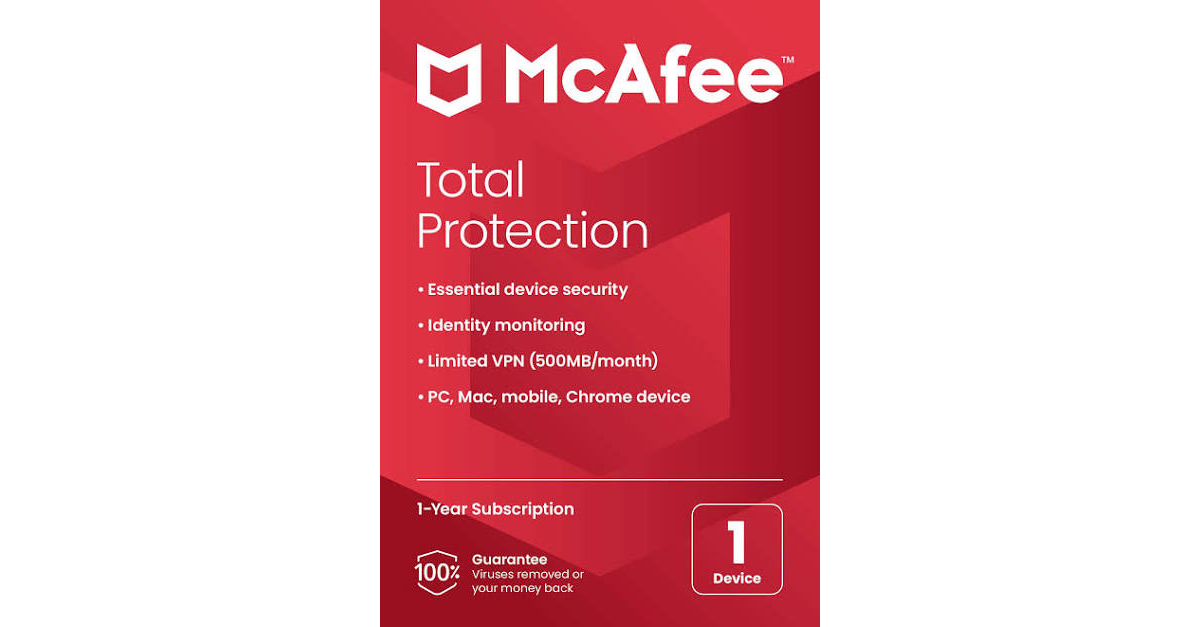 McAfee™
Total
Protection
• Essential device security
• Identity monitoring
• Limited VPN (500MB/month)
• PC, Mac, mobile, Chrome device
1-Year Subscription
100%
Guarantee
Viruses removed or
your money back
1
Device